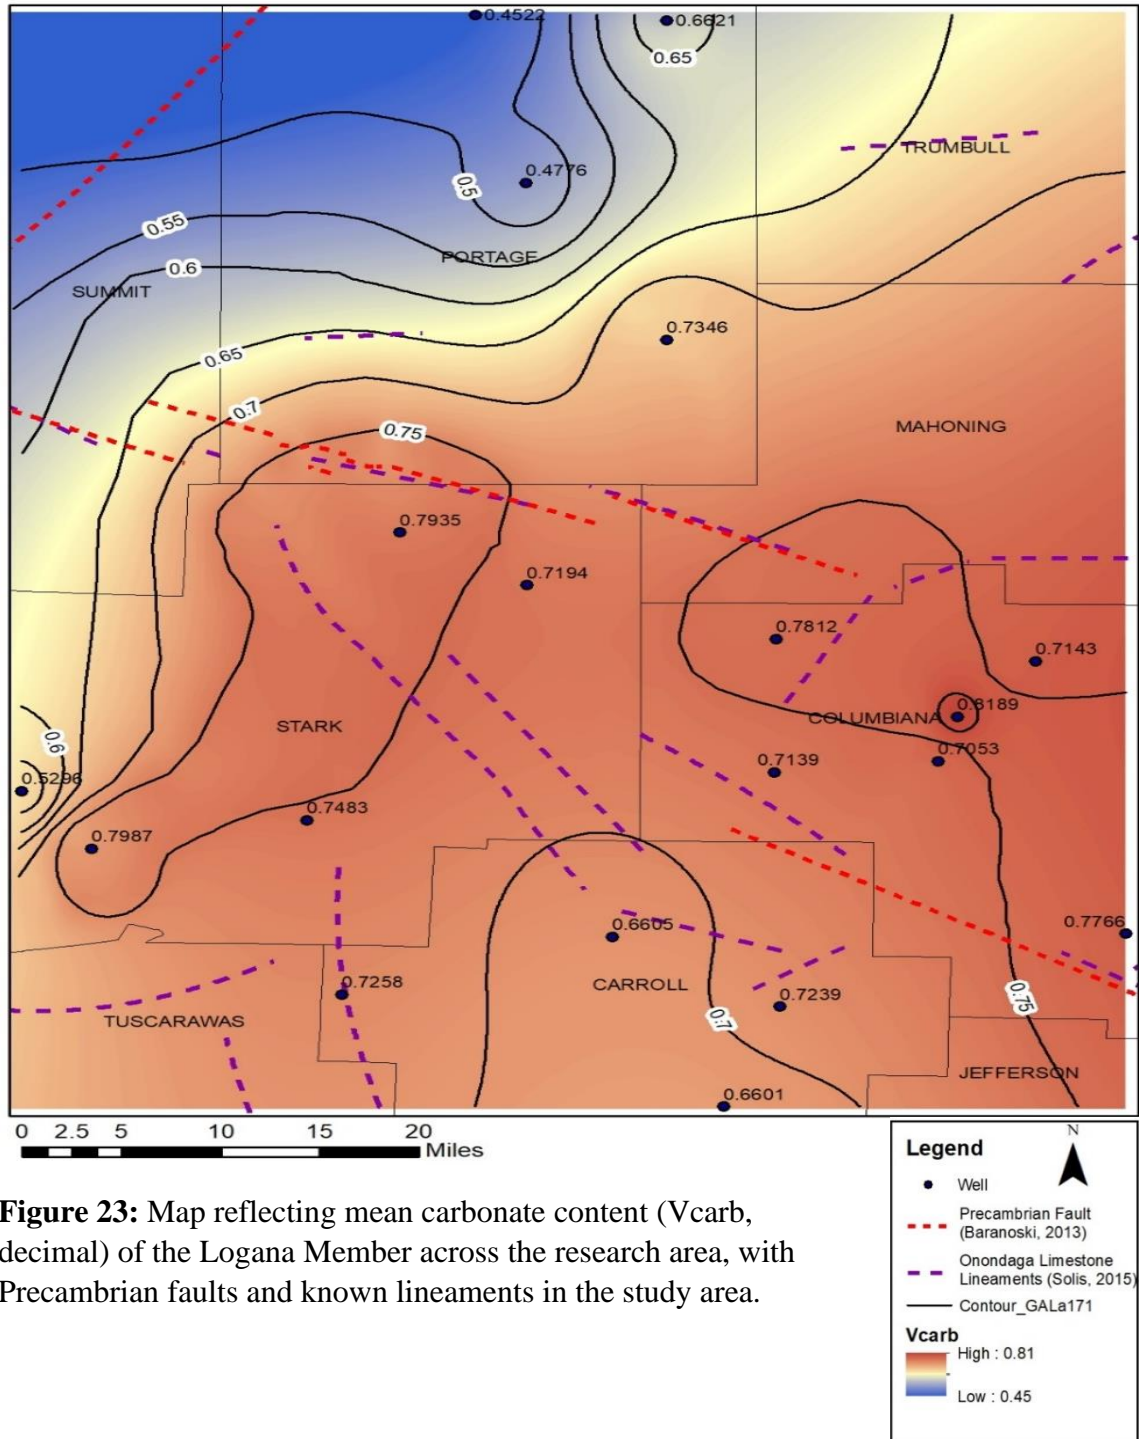 0.4522
0.6621
0.65
TRUMBULL
0.4776
0.5
0.55
PORTAGE
0.6
SUMMIT
0.7346
0.65
0.7
MAHONING
0.75
0.7935
0.7194
0.7812
0.7143
0.8189
STARK
COLUMBIANA
0.6
0.7053
0.5296
0.7139
0.7483
0.7987
0.7766
0.6605
0.7258
CARROLL
0.75
0.7239
TUSCARAWAS
0.7
JEFFERSON
0.6601
0 2.5 5 10 15 20
Miles
Legend
N
Well
Precambrian Fault
(Baranoski, 2013)
Onondaga Limestone
Lineaments (Solis, 2015)
Contour_GALa171
Vcarb
High : 0.81
Low : 0.45
Figure 23: Map reflecting mean carbonate content (Vcarb,
decimal) of the Logana Member across the research area, with
Precambrian faults and known lineaments in the study area.